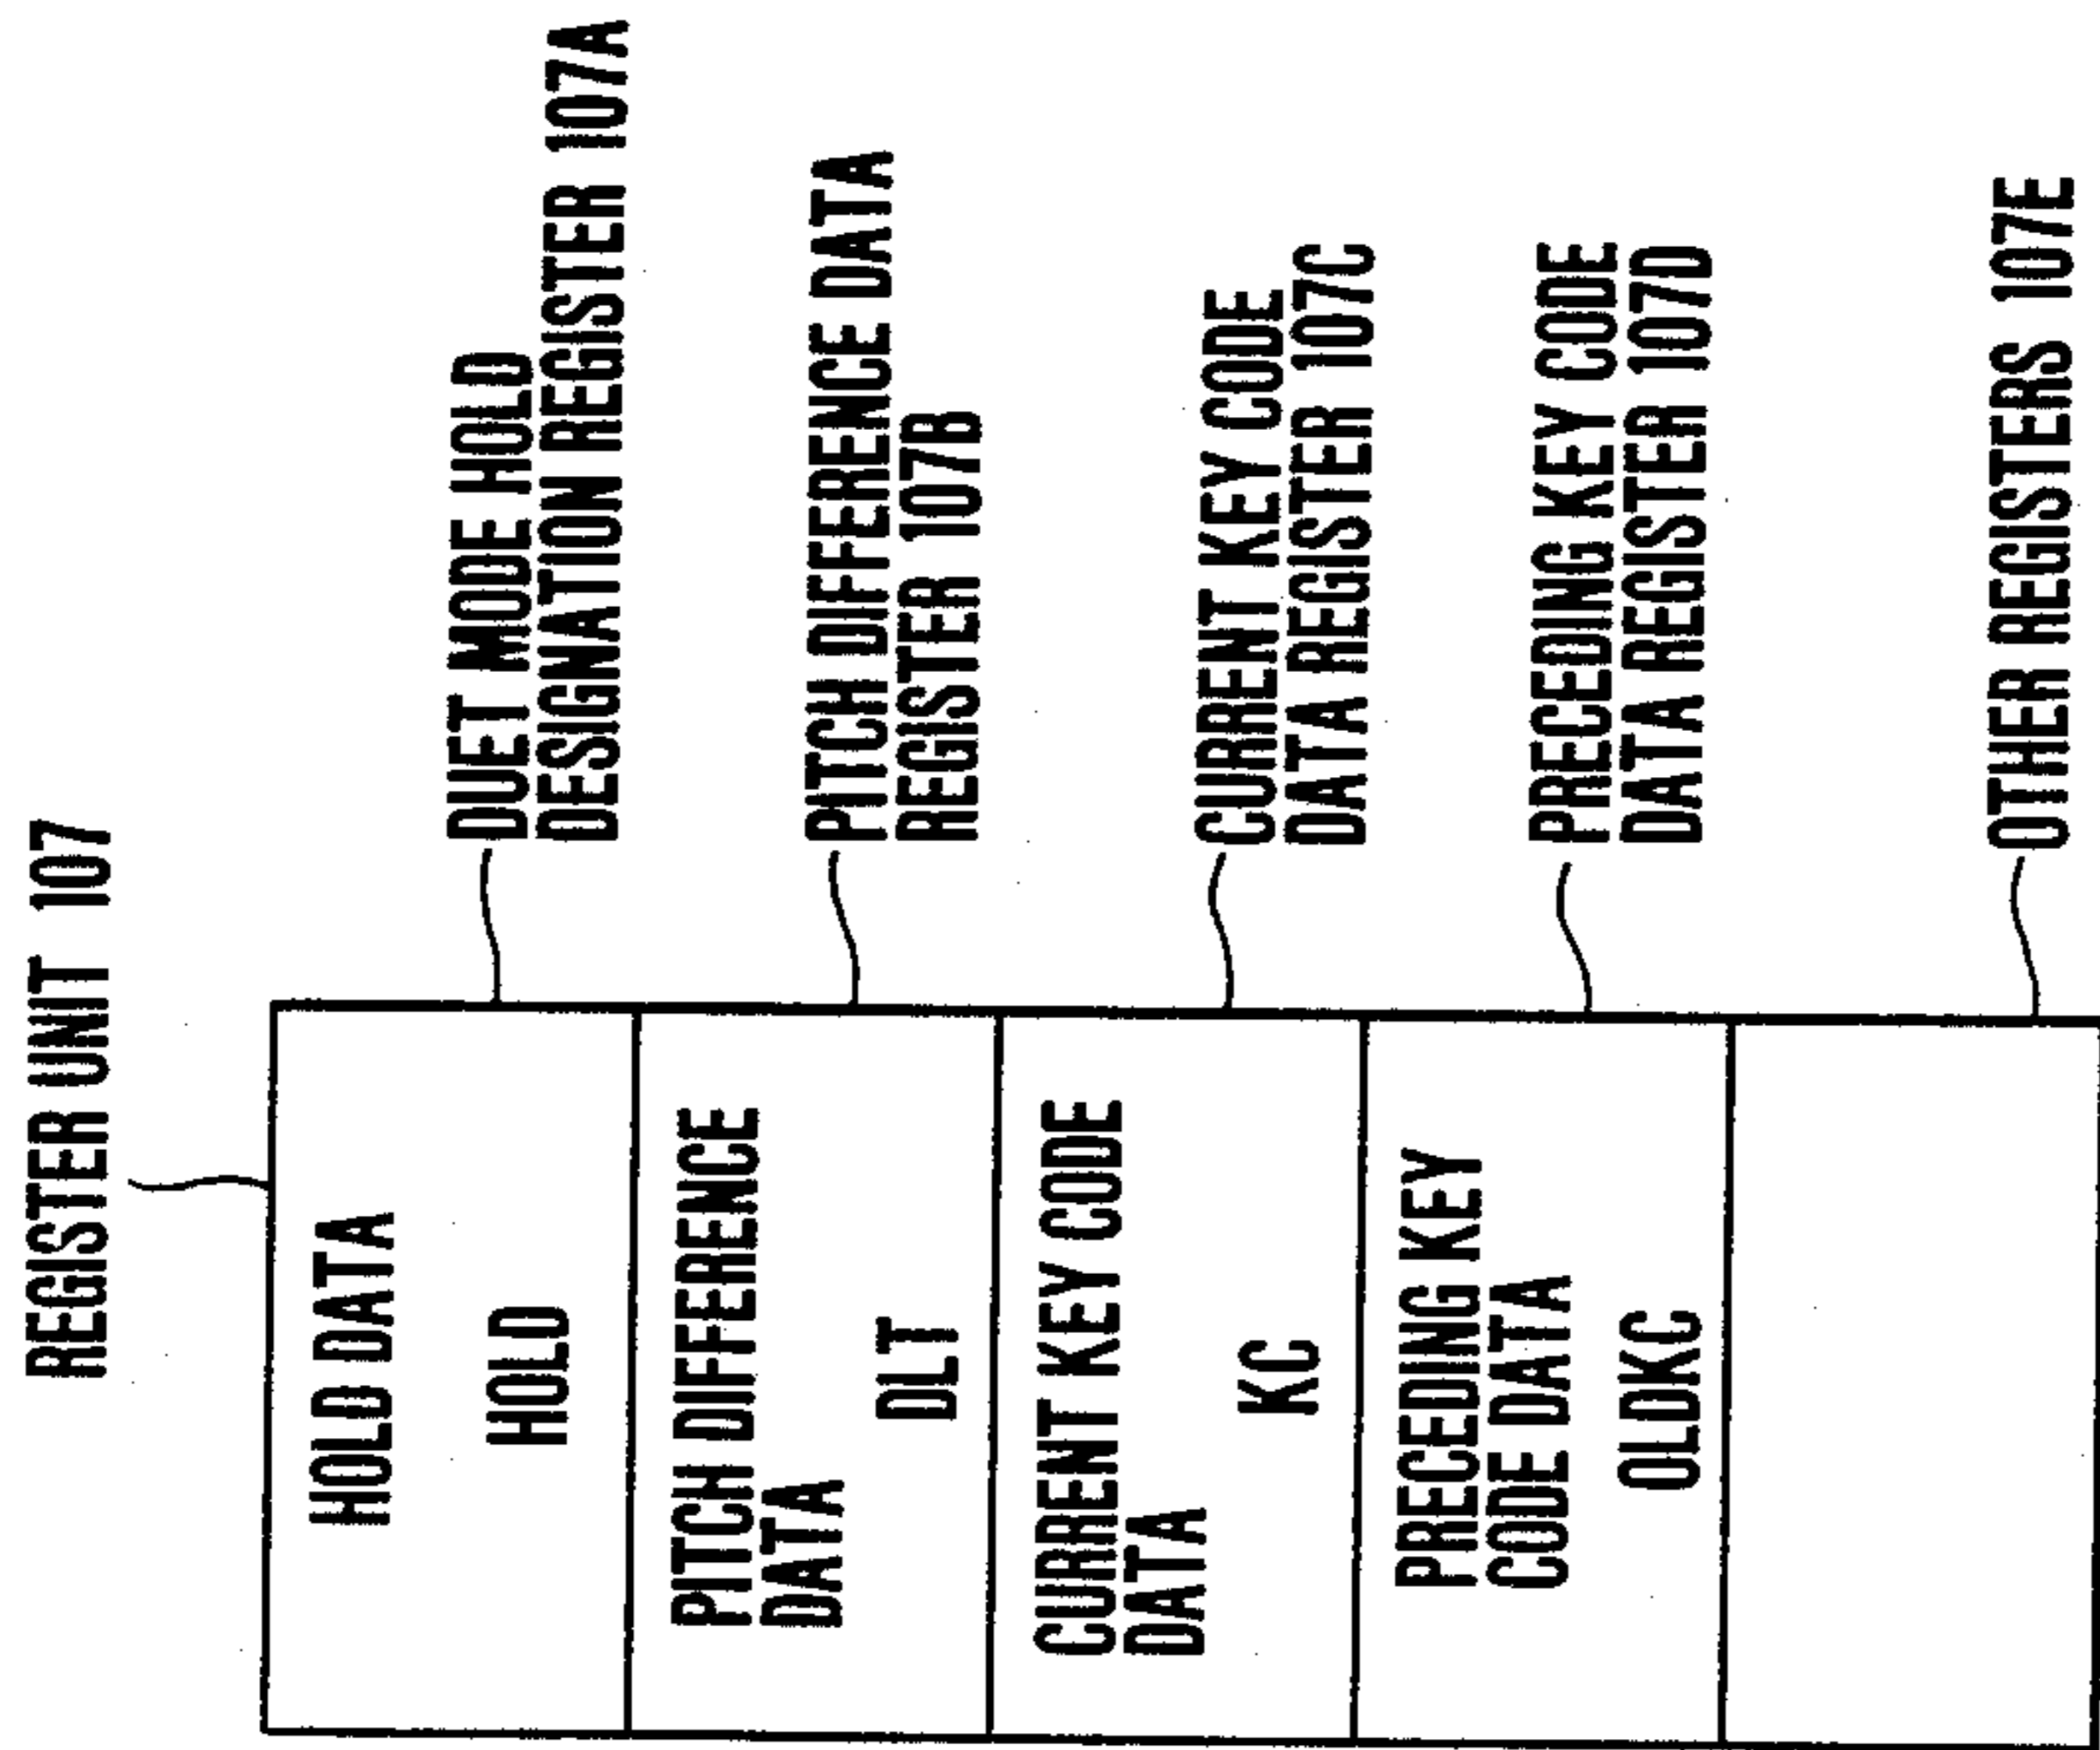 REGISTER UNIT 107
HOLD DATA
HOLD
DUET MODE HOLD
DESIGNATION REGISTER 107A
PITCH DIFFERENCE
DATA
DLT
PITCH DIFFERENCE DATA
REGISTER 107B
CURRENT KEY CODE
DATA
KC
CURRENT KEY CODE
DATA REGISTER 107C
PRECEDING KEY
CODE DATA
OLDKC
PRECEDING KEY CODE
DATA REGISTER 107D
OTHER REGISTERS 107E